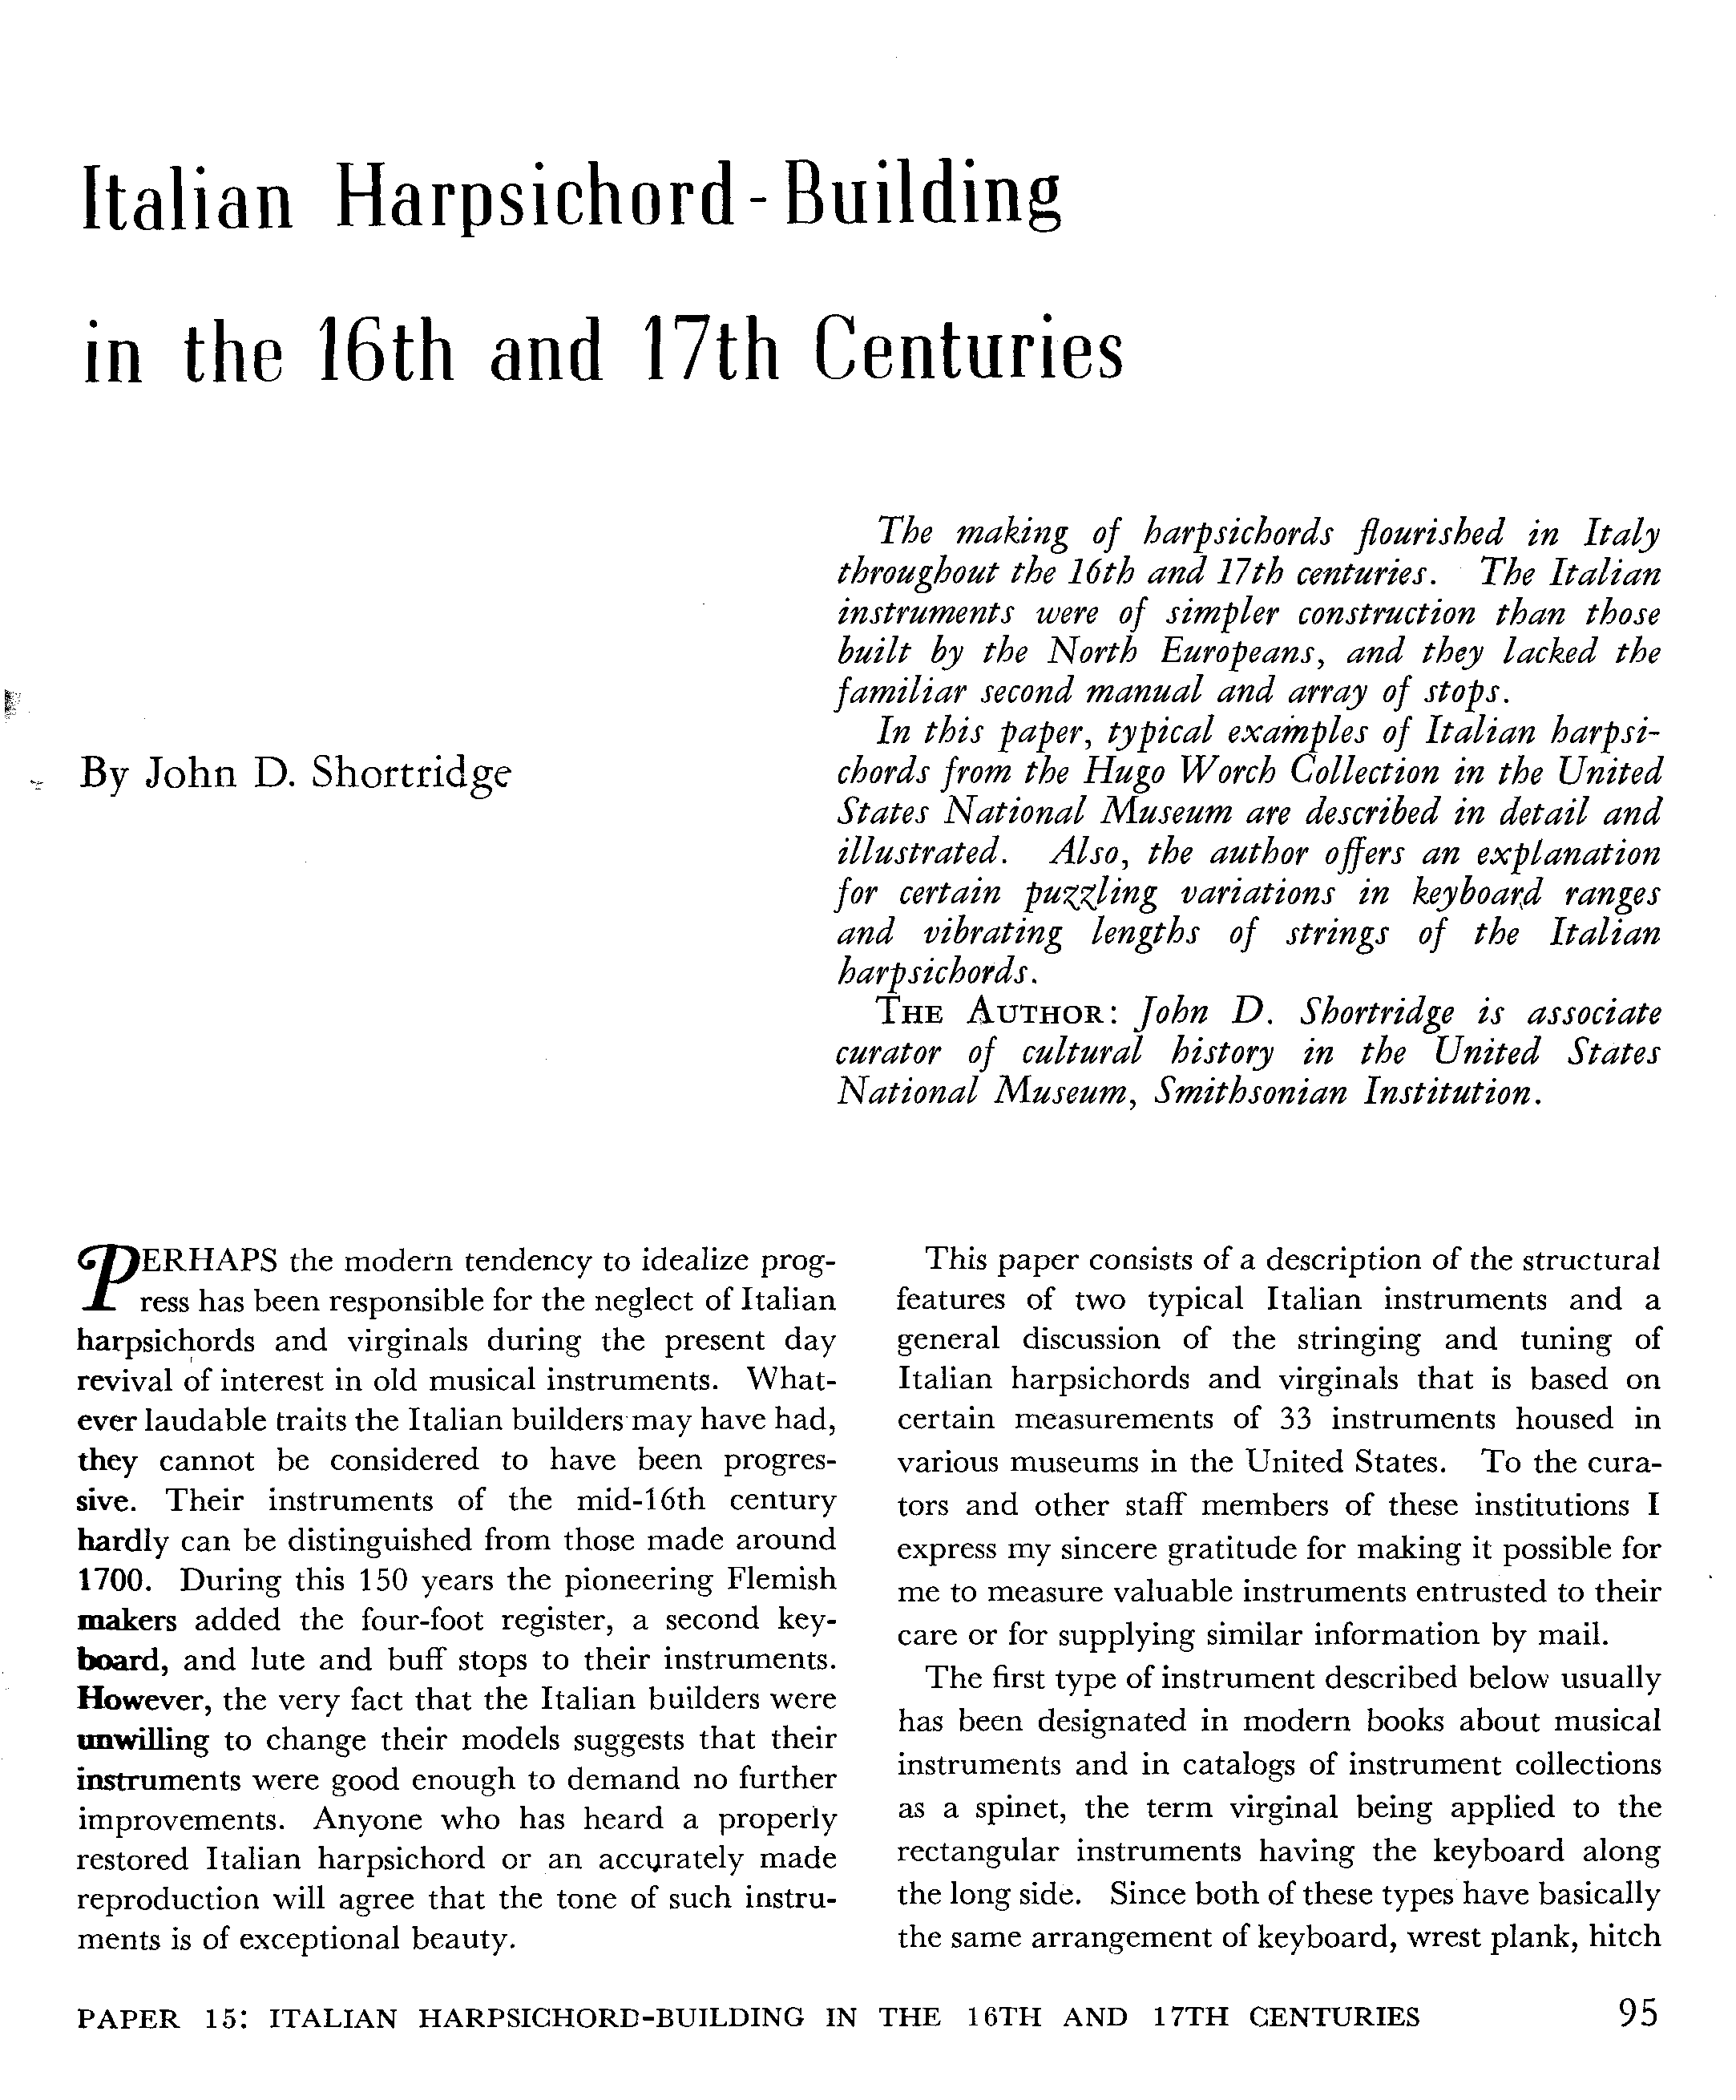 Italian Harpsichord-Building
in the 16th and 17th Centuries
By John D. Shortridge
The making of harpsichords flourished in Italy
throughout the 16th and 17th centuries. The Italian
instruments were of simpler construction than those
built by the North Europeans, and they lacked the
familiar second manual and array of stops.
In this paper, typical examples of Italian harpsi-
chords from the Hugo Worch Collection in the United
States National Museum are described in detail and
illustrated. Also, the author offers an explanation
for certain puzzling variations in keyboard ranges
and vibrating lengths of strings of the Italian
harpsichords.
THE AUTHOR: John D. Shortridge is associate
curator of cultural history in the United States
National Museum, Smithsonian Institution.
PERHAPS the modern tendency to idealize prog-
ress has been responsible for the neglect of Italian
harpsichords and virginals during the present day
revival of interest in old musical instruments. What-
ever laudable traits the Italian builders may have had,
they cannot be considered to have been progres-
sive. Their instruments of the mid-16th century
hardly can be distinguished from those made around
1700. During this 150 years the pioneering Flemish
makers added the four-foot register, a second key-
board, and lute and buff stops to their instruments.
However, the very fact that the Italian builders were
unwilling to change their models suggests that their
instruments were good enough to demand no further
improvements. Anyone who has heard a properly
restored Italian harpsichord or an accurately made
reproduction will agree that the tone of such instru-
ments is of exceptional beauty.
This paper consists of a description of the structural
features of two typical Italian instruments and a
general discussion of the stringing and tuning of
Italian harpsichords and virginals that is based on
certain measurements of 33 instruments housed in
various museums in the United States. To the cura-
tors and other staff members of these institutions I
express my sincere gratitude for making it possible for
me to measure valuable instruments entrusted to their
care or for supplying similar information by mail.
The first type of instrument described below usually
has been designated in modern books about musical
instruments and in catalogs of instrument collections
as a spinet, the term virginal being applied to the
rectangular instruments having the keyboard along
the long side. Since both of these types have basically
the same arrangement of keyboard, wrest plank, hitch
PAPER 15: ITALIAN HARPSICHORD-BUILDING IN THE 16TH AND 17TH CENTURIES 95